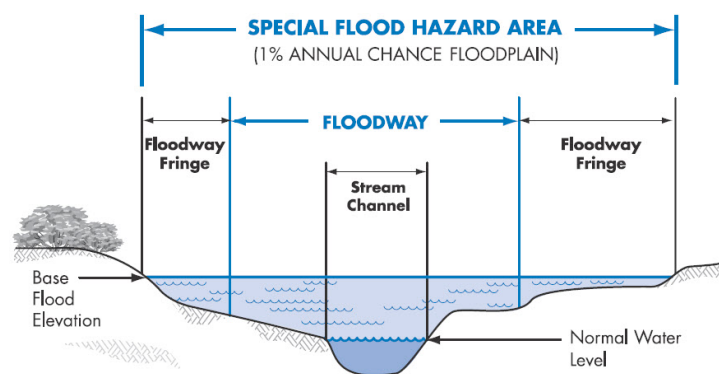 SPECIAL FLOOD HAZARD AREA
(1% ANNUAL CHANCE FLOODPLAIN)
Floodway
Fringe
FLOODWAY
Floodway
Fringe
Stream
Channel
Base
Flood
Elevation
Normal Water
Level